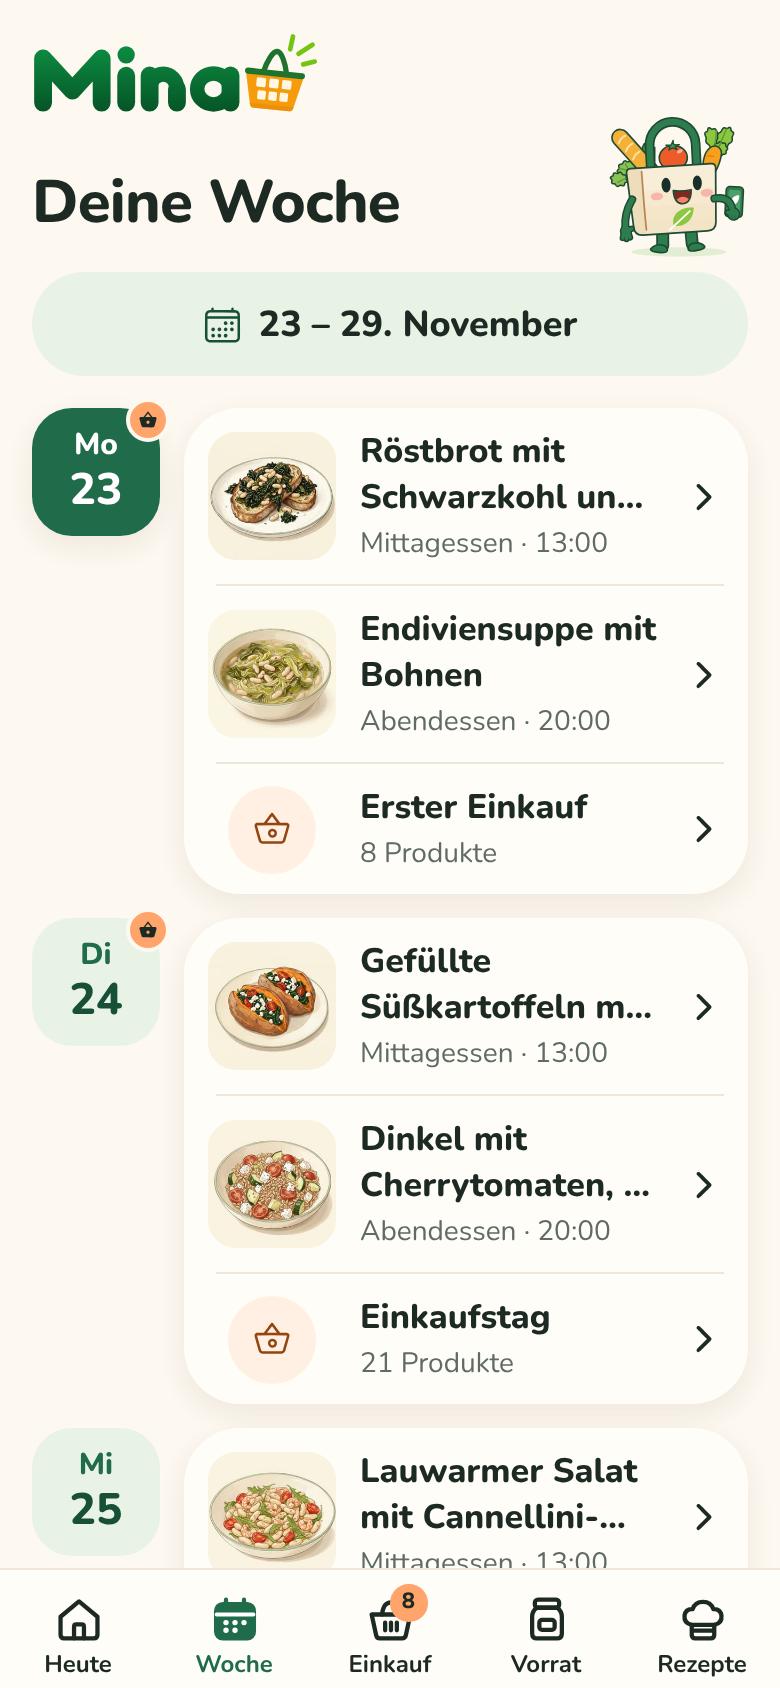 Mina
Deine Woche
23 – 29. November
Mo
23
Röstbrot mit
Schwarzkohl un...
Mittagessen · 13:00
Endiviensuppe mit
Bohnen
Abendessen · 20:00
Erster Einkauf
8 Produkte
Di
24
Gefüllte
Süßkartoffeln m...
Mittagessen · 13:00
Dinkel mit
Cherrytomaten, ...
Abendessen · 20:00
Einkaufstag
21 Produkte
Mi
25
Lauwarmer Salat
mit Cannellini-...
Mittagessen · 13:00
8
Heute
Woche
Einkauf
Vorrat
Rezepte